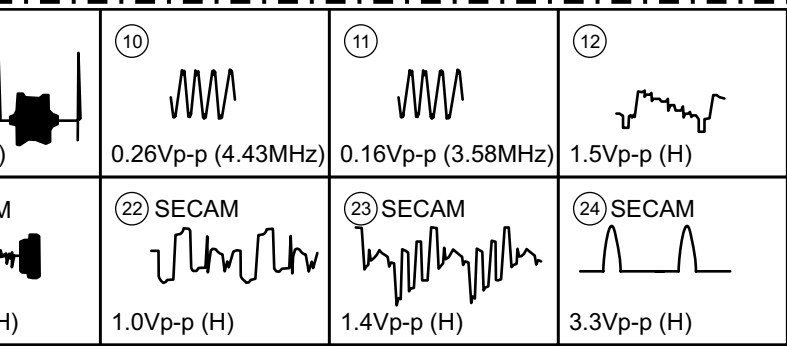 )
10
0.26Vp-p (4.43MHz)
11
0.16Vp-p (3.58MHz)
12
1.5Vp-p (H)
M
H)
22 SECAM
1.0Vp-p (H)
23 SECAM
1.4Vp-p (H)
24 SECAM
3.3Vp-p (H)